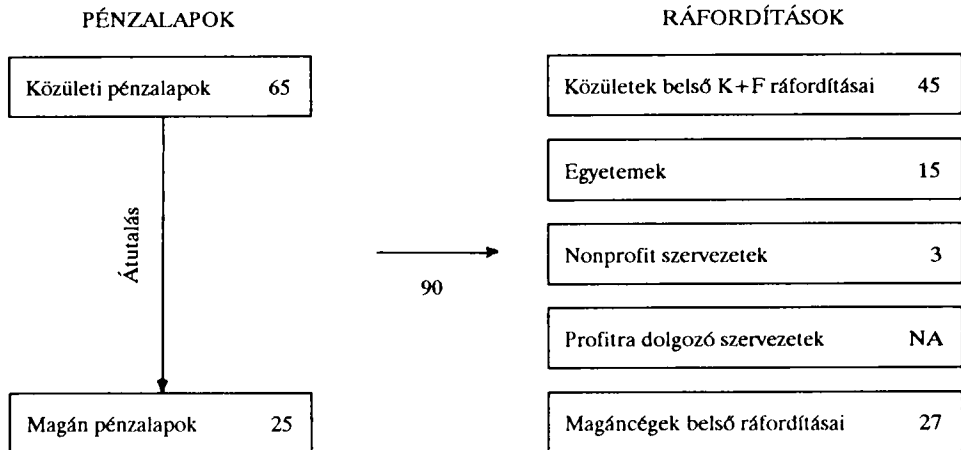 PÉNZALAPOK
Közületi pénzalapok 65
Átutalás
Magán pénzalapok 25
90
RÁFORDÍTÁSOK
Közületek belső K+F ráfordításai 45
Egyetemek 15
Nonprofit szervezetek 3
Profitra dolgozó szervezetek NA
Magáncégek belső ráfordításai 27